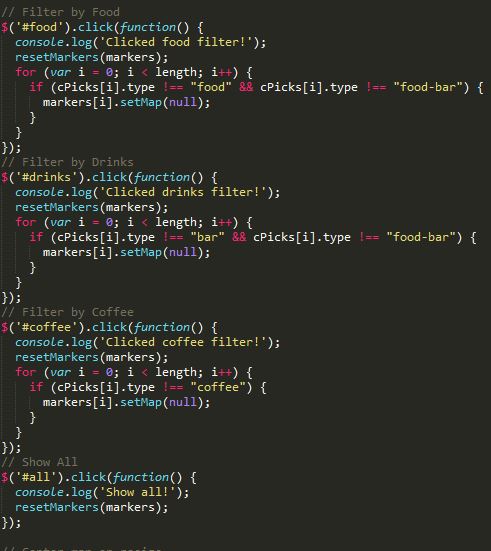 // Filter by Food
$('#food').click(function() {
  console.log('Clicked food filter!');
  resetMarkers(markers);
  for (var i = 0; i < length; i++) {
    if (cPicks[i].type !== "food" && cPicks[i].type !== "food-bar") {
      markers[i].setMap(null);
    }
  }
});
// Filter by Drinks
$('#drinks').click(function() {
  console.log('Clicked drinks filter!');
  resetMarkers(markers);
  for (var i = 0; i < length; i++) {
    if (cPicks[i].type !== "bar" && cPicks[i].type !== "food-bar") {
      markers[i].setMap(null);
    }
  }
});
// Filter by Coffee
$('#coffee').click(function() {
  console.log('Clicked coffee filter!');
  resetMarkers(markers);
  for (var i = 0; i < length; i++) {
    if (cPicks[i].type !== "coffee") {
      markers[i].setMap(null);
    }
  }
});
// Show All
$('#all').click(function() {
  console.log('Show all!');
  resetMarkers(markers);
});